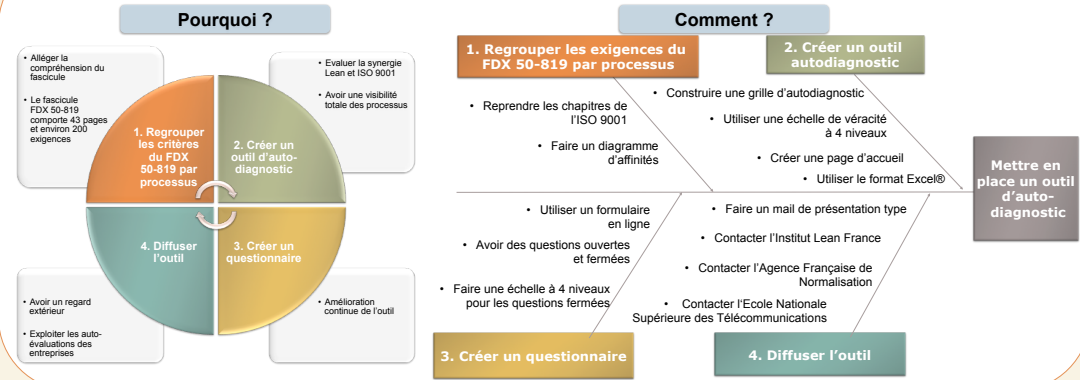 Pourquoi ?
• Alléger la
compréhension du
fascicule
• Le fascicule
FDX 50-819
comporte 43 pages
et environ 200
exigences
• Evaluer la synergie
Lean et ISO 9001
• Avoir une visibilité
totale des processus
1. Regrouper
les critères
du FDX
50-819 par
processus
2. Créer un
outil d'auto-
diagnostic
4. Diffuser
l'outil
3. Créer un
questionnaire
• Avoir un regard
extérieur
• Exploiter les auto-
évaluations des
entreprises
• Amélioration
continue de l'outil
Comment ?
1. Regrouper les exigences du
FDX 50-819 par processus
2. Créer un outil
autodiagnostic
• Reprendre les chapitres de
l'ISO 9001
• Faire un diagramme
d'affinités
• Construire une grille d'autodiagnostic
• Utiliser une échelle de véracité
à 4 niveaux
• Créer une page d'accueil
• Utiliser le format Excel®
Mettre en
place un outil
d'auto-
diagnostic
• Utiliser un formulaire
en ligne
• Avoir des questions ouvertes
et fermées
• Faire une échelle à 4 niveaux
pour les questions fermées
• Faire un mail de présentation type
• Contacter l'Institut Lean France
• Contacter l'Agence Française de
Normalisation
• Contacter l'Ecole Nationale
Supérieure des Télécommunications
3. Créer un questionnaire
4. Diffuser l'outil